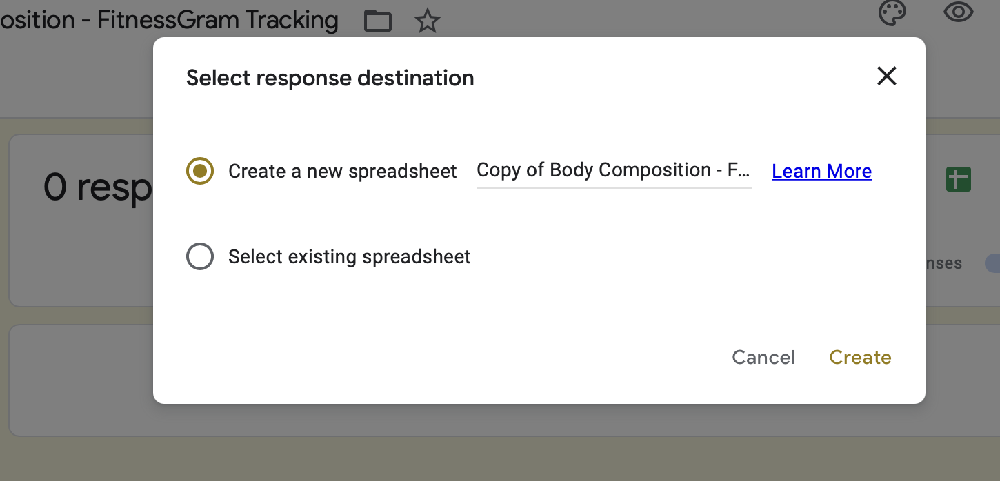 osition - FitnessGram Tracking
Select response destination
Create a new spreadsheet Copy of Body Composition - F... Learn More
0 resp
Select existing spreadsheet
nses
Cancel Create